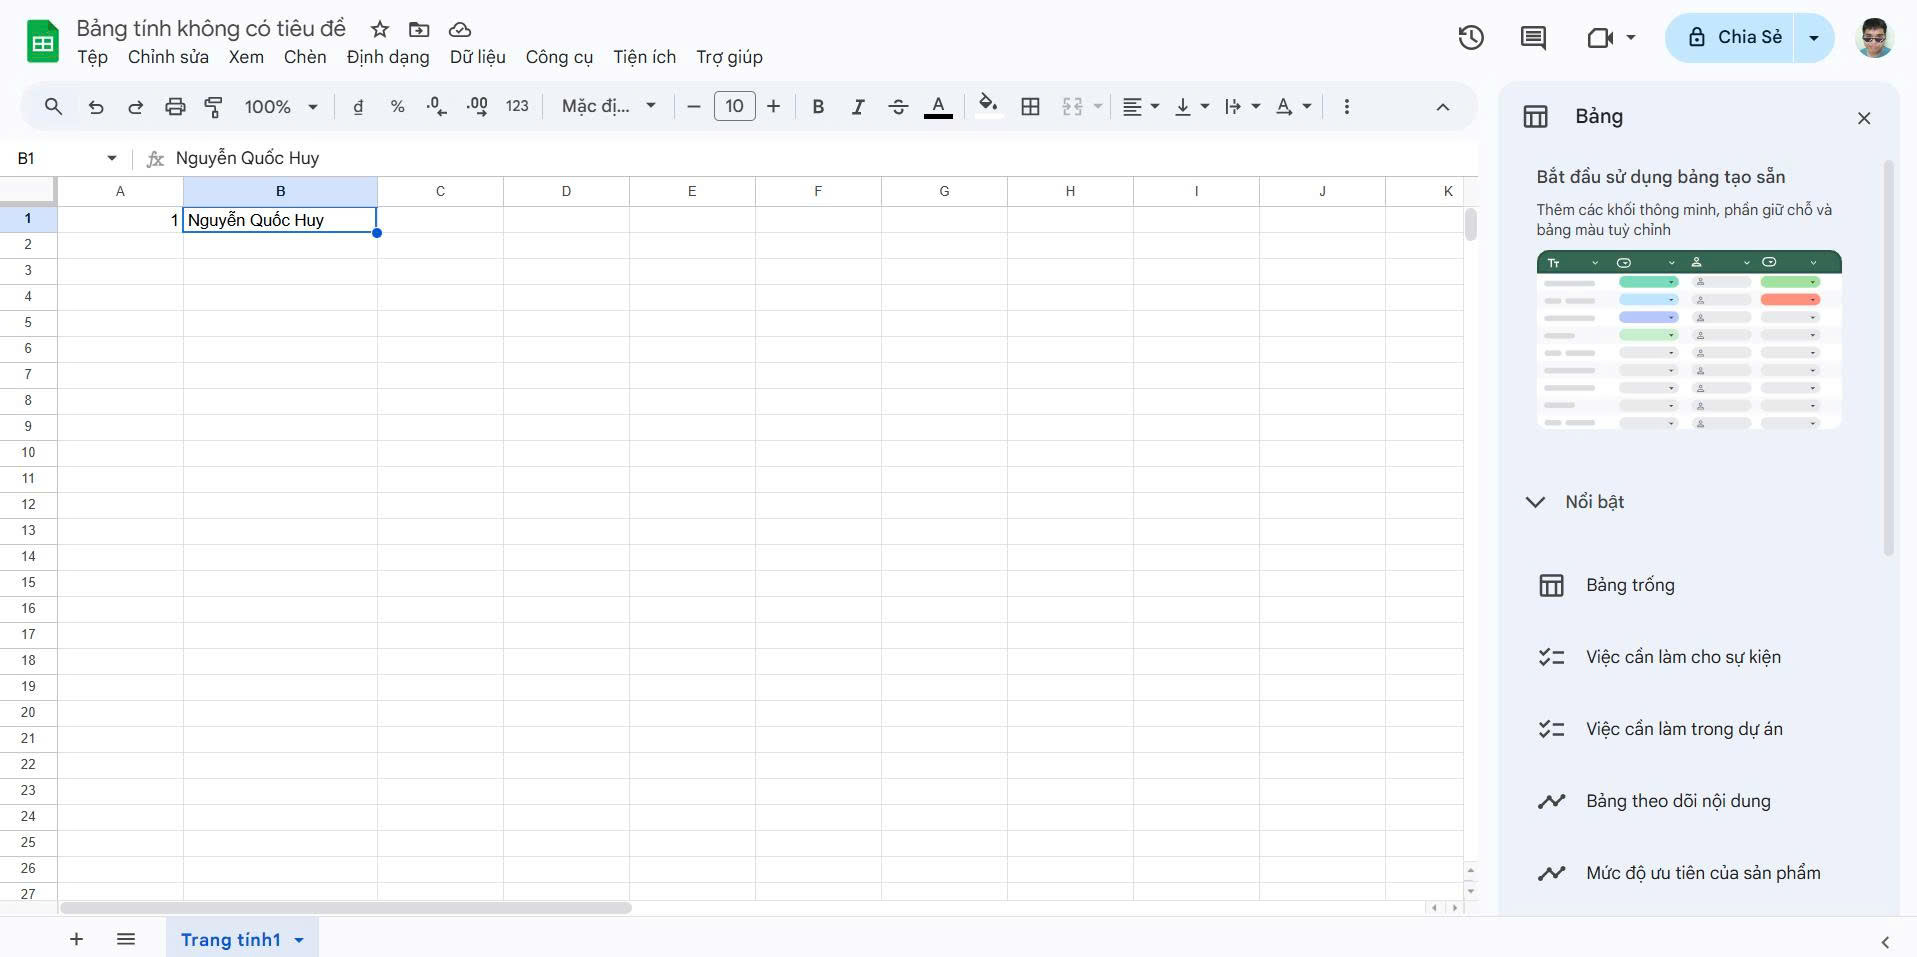 Bảng tính không có tiêu đề
Tệp Chỉnh sửa Xem Chèn Định dạng Dữ liệu Công cụ Tiện ích Trợ giúp
Chia Sẻ
100% đ % .0 .00 123 Mặc đị... 10 B I S A
B1 fx Nguyễn Quốc Huy
A B C D E F G H I J K
1 1 Nguyễn Quốc Huy
2
3
4
5
6
7
8
9
10
11
12
13
14
15
16
17
18
19
20
21
22
23
24
25
26
27
Trang tính1
Bảng
Bắt đầu sử dụng bảng tạo sẵn
Thêm các khối thông minh, phần giữ chỗ và
bảng màu tuỳ chỉnh
Tт
Nổi bật
Bảng trống
Việc cần làm cho sự kiện
Việc cần làm trong dự án
Bảng theo dõi nội dung
Mức độ ưu tiên của sản phẩm